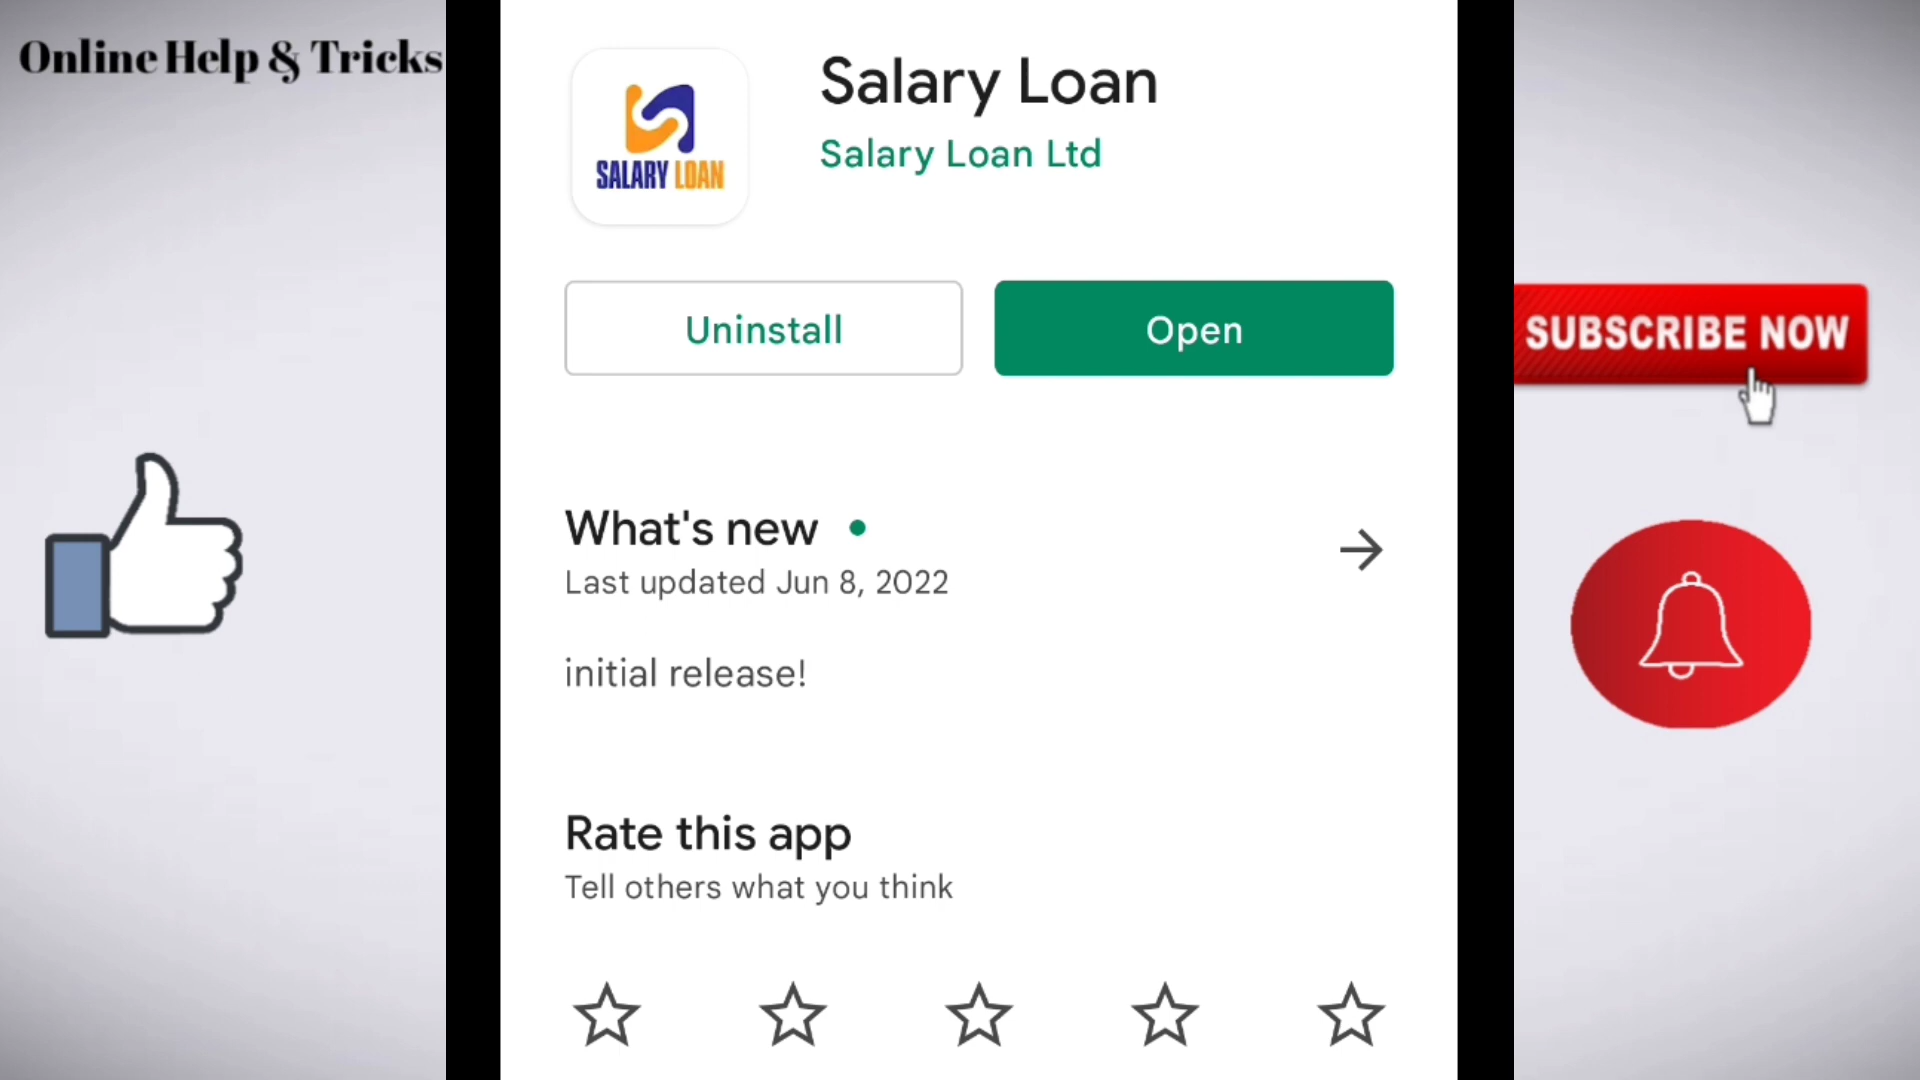 Online Help & Tricks
SALARY LOAN
Salary Loan
Salary Loan Ltd
Uninstall
Open
What's new
Last updated Jun 8, 2022
initial release!
Rate this app
Tell others what you think
SUBSCRIBE NOW